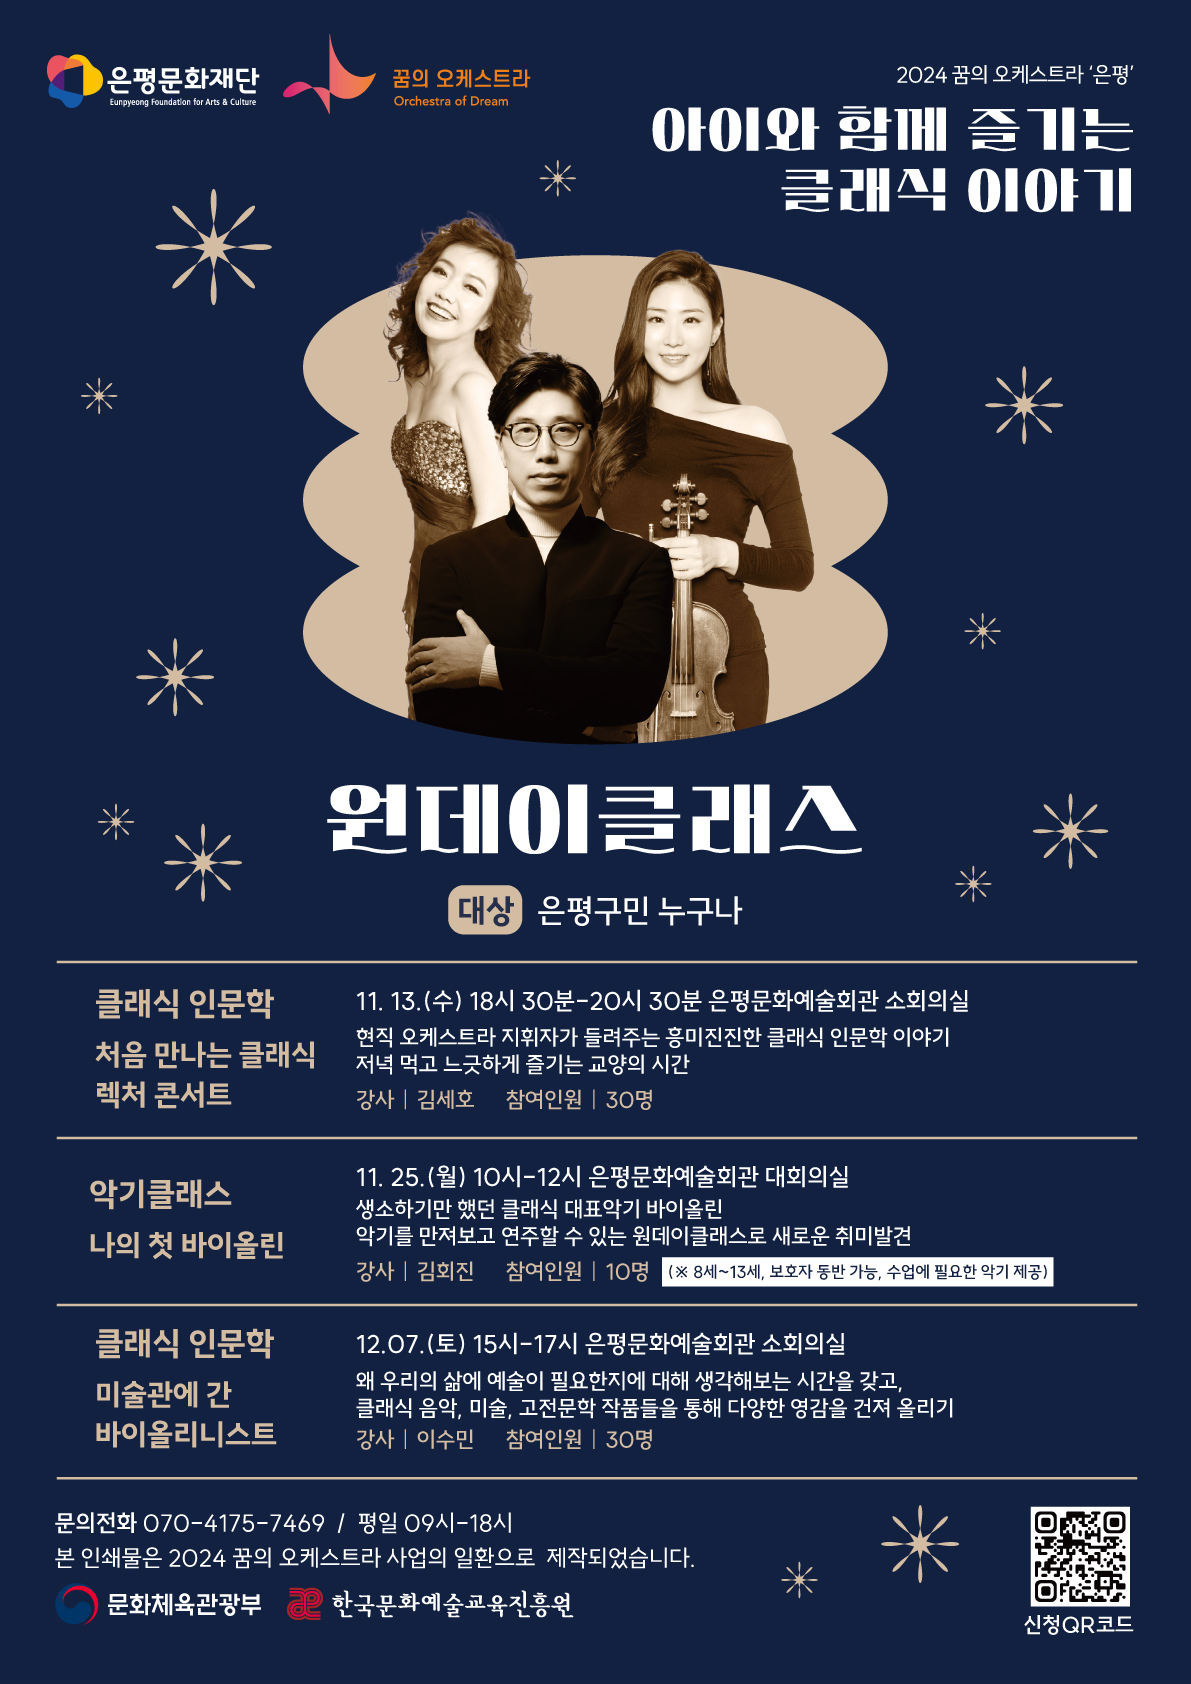 은평문화재단
Eunpyeong Foundation for Arts & Culture
꿈의 오케스트라
Orchestra of Dream
2024 꿈의 오케스트라 ‘은평’
아이와 함께 즐기는
클래식 이야기
원데이클래스
대상 은평구민 누구나
클래식 인문학
처음 만나는 클래식
렉처 콘서트
11. 13.(수) 18시 30분-20시 30분 은평문화예술회관 소회의실
현직 오케스트라 지휘자가 들려주는 흥미진진한 클래식 인문학 이야기
저녁 먹고 느긋하게 즐기는 교양의 시간
강사 | 김세호 참여인원 | 30명
악기클래스
나의 첫 바이올린
11. 25.(월) 10시-12시 은평문화예술회관 대회의실
생소하기만 했던 클래식 대표악기 바이올린
악기를 만져보고 연주할 수 있는 원데이클래스로 새로운 취미발견
강사 | 김회진 참여인원 | 10명 (※ 8세~13세, 보호자 동반 가능, 수업에 필요한 악기 제공)
클래식 인문학
미술관에 간
바이올리니스트
12.07.(토) 15시-17시 은평문화예술회관 소회의실
왜 우리의 삶에 예술이 필요한지에 대해 생각해보는 시간을 갖고,
클래식 음악, 미술, 고전문학 작품들을 통해 다양한 영감을 건져 올리기
강사 | 이수민 참여인원 | 30명
문의전화 070-4175-7469 / 평일 09시-18시
본 인쇄물은 2024 꿈의 오케스트라 사업의 일환으로 제작되었습니다.
문화체육관광부 한국문화예술교육진흥원
신청QR코드